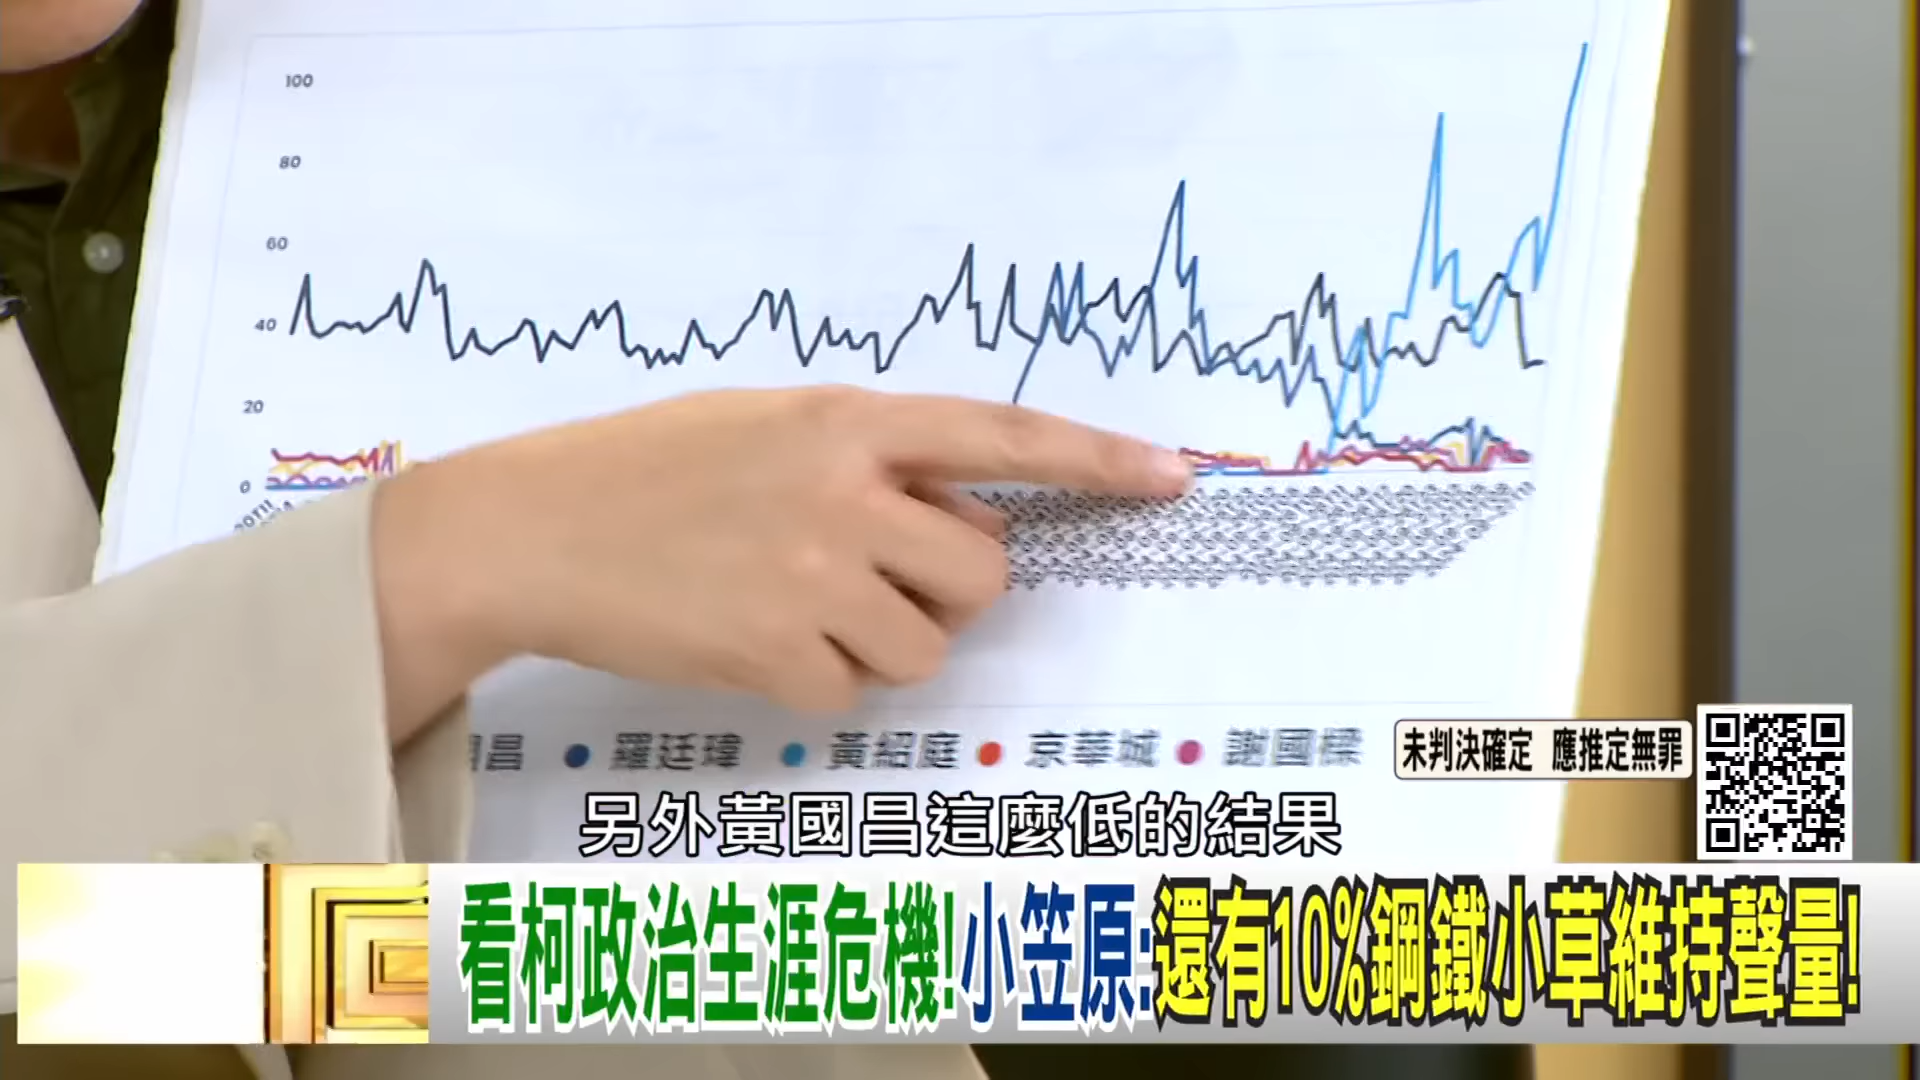 100
80
60
40
20
0
昌 羅廷瑋 黃紹庭 京華城 謝國樑
未判決確定 應推定無罪
另外黃國昌這麼低的結果
看柯政治生涯危機!小笠原:還有10%鋼鐵小草維持聲量!